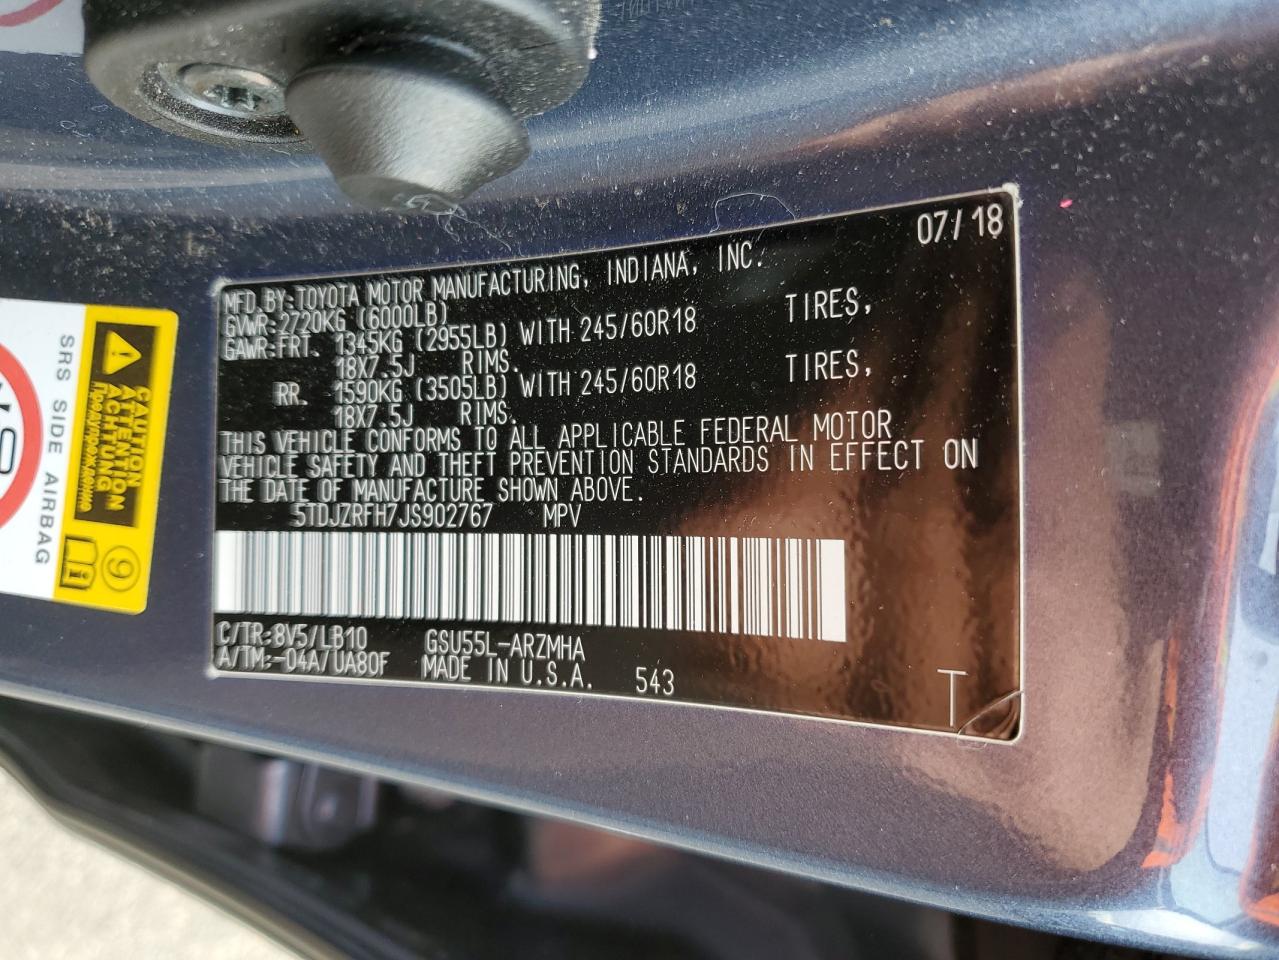 07/18
MFD.BY:TOYOTA MOTOR MANUFACTURING, INDIANA, INC.
GVWR:2720KG (6000LB)
GAWR:FRT. 1345KG (2955LB) WITH 245/60R18 TIRES,
18X7.5J RIMS.
RR. 1590KG (3505LB) WITH 245/60R18 TIRES,
18X7.5J RIMS.
THIS VEHICLE CONFORMS TO ALL APPLICABLE FEDERAL MOTOR
VEHICLE SAFETY AND THEFT PREVENTION STANDARDS IN EFFECT ON
THE DATE OF MANUFACTURE SHOWN ABOVE.
5TDJZRFH7JS902767 MPV
C/TR:8V5/LB10 GSU55L-ARZMHA
A/TM:-04A/UA80F MADE IN U.S.A. 543
T
SRS SIDE AIRBAG
CAUTION
ATTENTION
ACHTUNG
Предупреждение
9